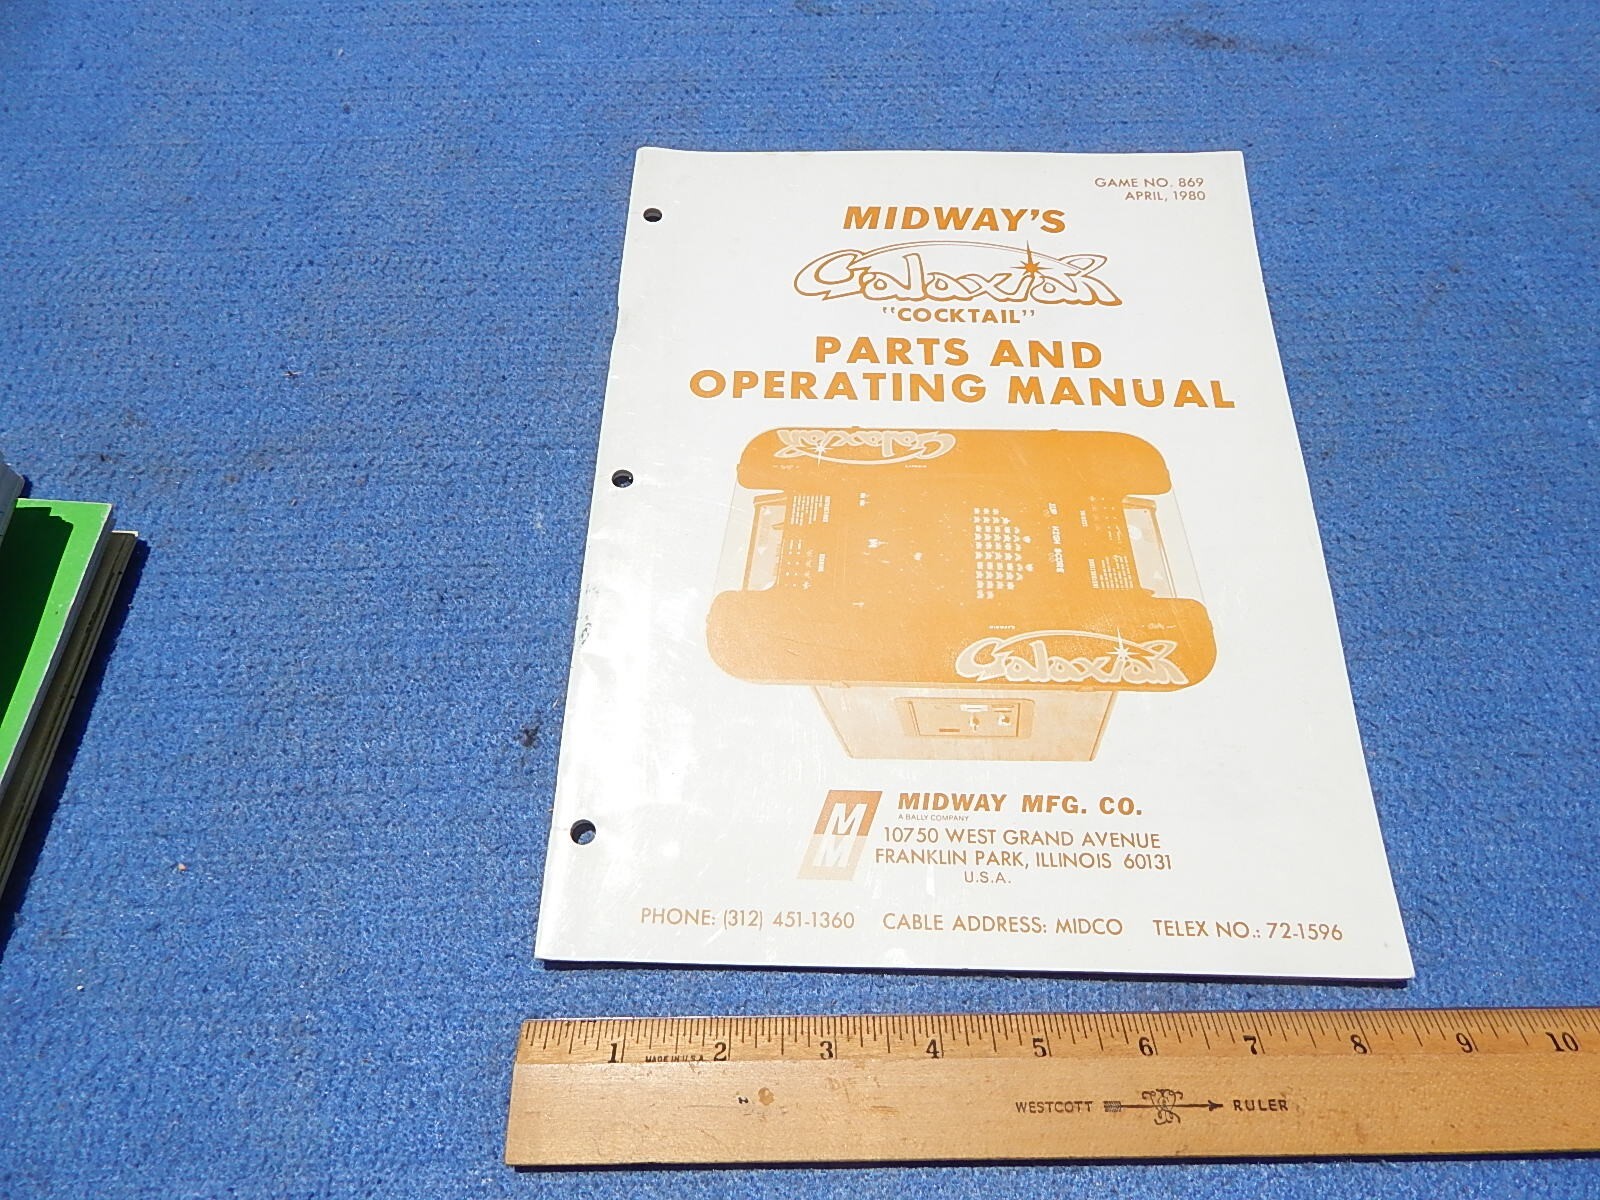 GAME NO. 869
APRIL, 1980
MIDWAY'S
Galaxian
"COCKTAIL"
PARTS AND
OPERATING MANUAL
Galaxian
HIGH SCORE
Galaxian
M
M
MIDWAY MFG. CO.
A BALLY COMPANY
10750 WEST GRAND AVENUE
FRANKLIN PARK, ILLINOIS 60131
U.S.A.
PHONE: (312) 451-1360 CABLE ADDRESS: MIDCO TELEX NO.: 72-1596
1 2 3 4 5 6 7 8 9 10
MADE IN U.S.A
WESTCOTT RULER